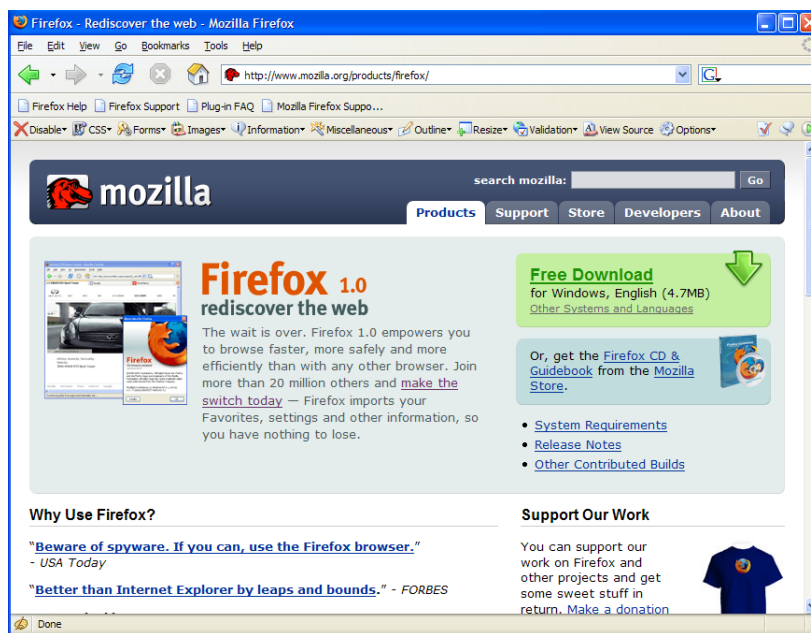 Firefox - Rediscover the web - Mozilla Firefox
File Edit View Go Bookmarks Tools Help
http://www.mozilla.org/products/firefox/
G
Firefox Help Firefox Support Plug-in FAQ Mozilla Firefox Suppo...
Disable CSS Forms Images Information Miscellaneous Outline Resize Validation View Source Options
mozilla
search mozilla: Go
Products Support Store Developers About
Firefox 1.0
rediscover the web
The wait is over. Firefox 1.0 empowers you
to browse faster, more safely and more
efficiently than with any other browser. Join
more than 20 million others and make the
switch today — Firefox imports your
Favorites, settings and other information, so
you have nothing to lose.
Firefox
Free Download
for Windows, English (4.7MB)
Other Systems and Languages
Or, get the Firefox CD &
Guidebook from the Mozilla
Store.
• System Requirements
• Release Notes
• Other Contributed Builds
Why Use Firefox?
“Beware of spyware. If you can, use the Firefox browser.”
- USA Today
“Better than Internet Explorer by leaps and bounds.” - FORBES
Support Our Work
You can support our
work on Firefox and
other projects and get
some sweet stuff in
return. Make a donation
Done